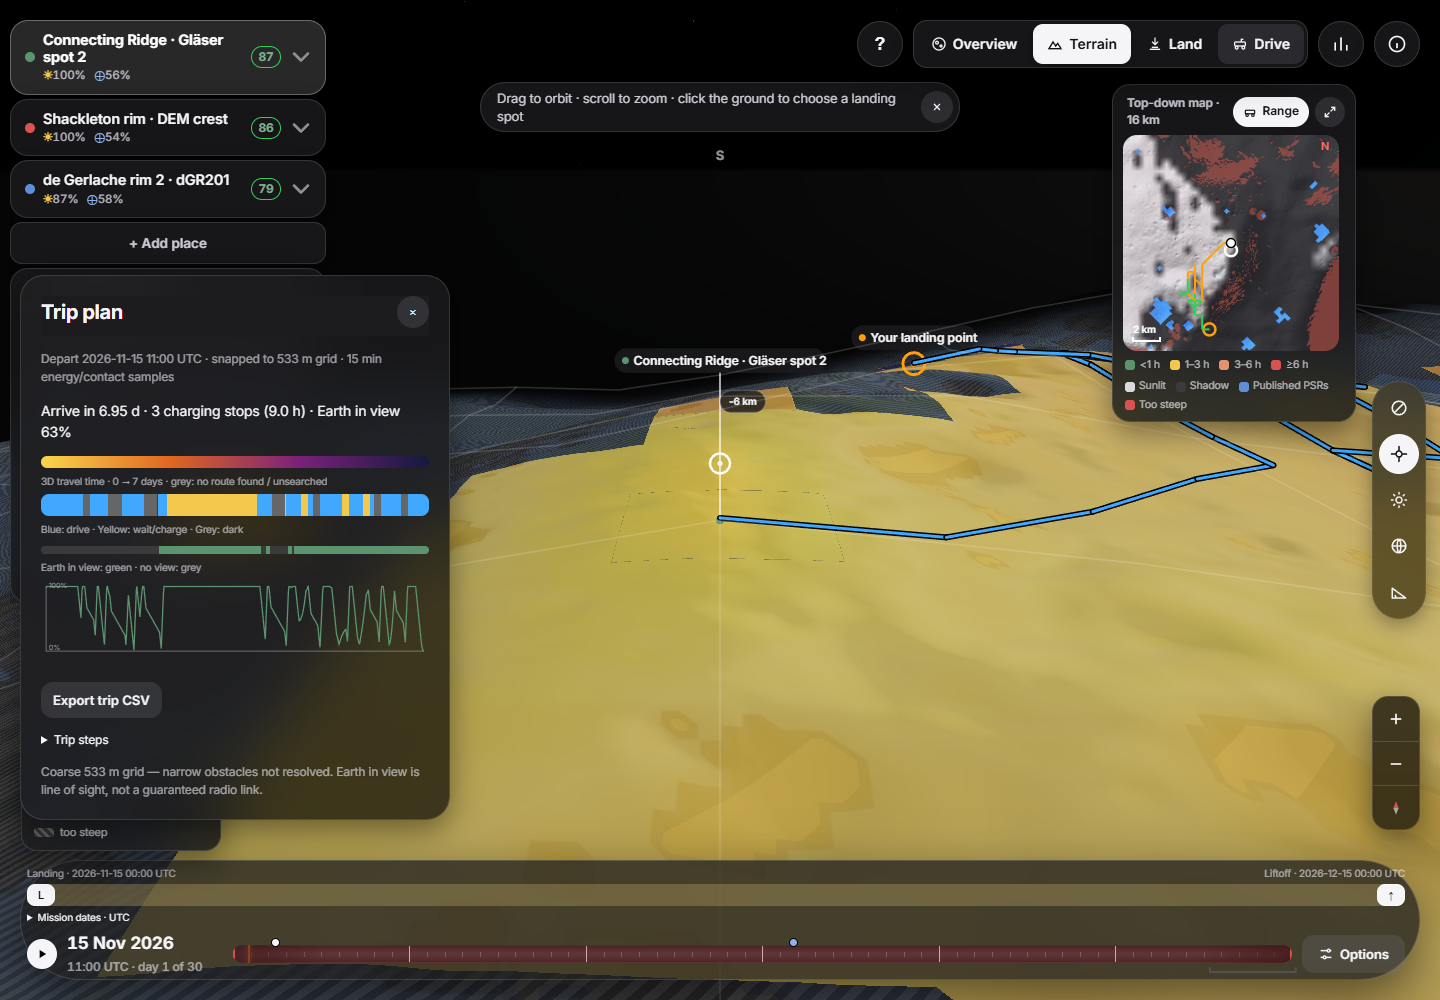 Connecting Ridge · Gläser
spot 2
100% 56%
87
Shackleton rim · DEM crest
100% 54%
86
de Gerlache rim 2 · dGR201
87% 58%
79
+ Add place
Trip plan
×
Depart 2026-11-15 11:00 UTC · snapped to 533 m grid · 15 min
energy/contact samples
Arrive in 6.95 d · 3 charging stops (9.0 h) · Earth in view
63%
3D travel time · 0 → 7 days · grey: no route found / unsearched
Blue: drive · Yellow: wait/charge · Grey: dark
Earth in view: green · no view: grey
100%
0%
Export trip CSV
Trip steps
Coarse 533 m grid — narrow obstacles not resolved. Earth in view is
line of sight, not a guaranteed radio link.
too steep
?
Overview
Terrain
Land
Drive
Drag to orbit · scroll to zoom · click the ground to choose a landing
spot
×
S
Your landing point
Connecting Ridge · Gläser spot 2
-6 km
Top-down map ·
16 km
Range
N
2 km
<1 h
1–3 h
3–6 h
≥6 h
Sunlit
Shadow
Published PSRs
Too steep
+
−
Landing · 2026-11-15 00:00 UTC
Liftoff · 2026-12-15 00:00 UTC
L
↑
Mission dates · UTC
15 Nov 2026
11:00 UTC · day 1 of 30
Options